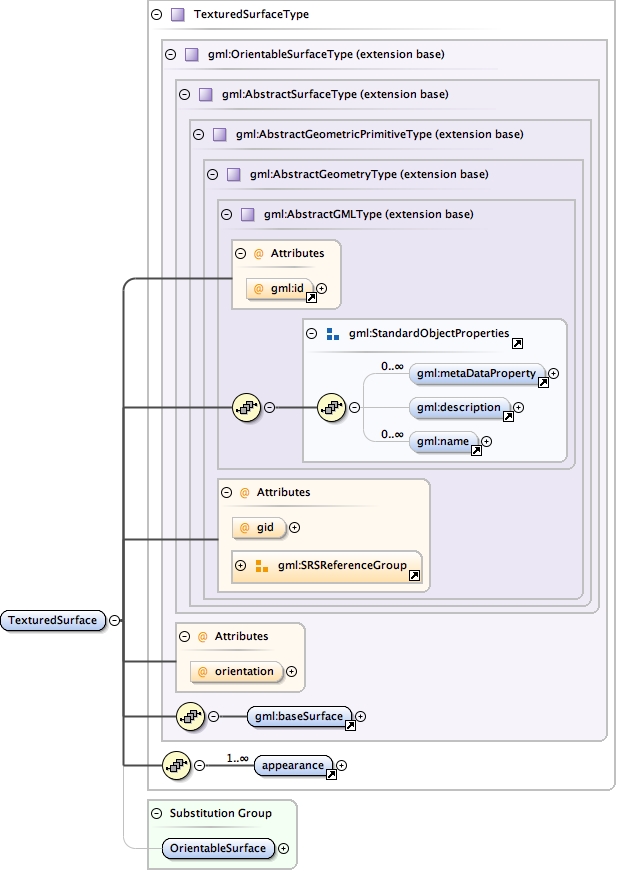 TexturedSurfaceType
gml:OrientableSurfaceType (extension base)
gml:AbstractSurfaceType (extension base)
gml:AbstractGeometricPrimitiveType (extension base)
gml:AbstractGeometryType (extension base)
gml:AbstractGMLType (extension base)
@ Attributes
@ gml:id
gml:StandardObjectProperties
0..∞
gml:metaDataProperty
gml:description
0..∞
gml:name
@ Attributes
@ gid
gml:SRSReferenceGroup
TexturedSurface
@ Attributes
@ orientation
gml:baseSurface
1..∞
appearance
Substitution Group
OrientableSurface